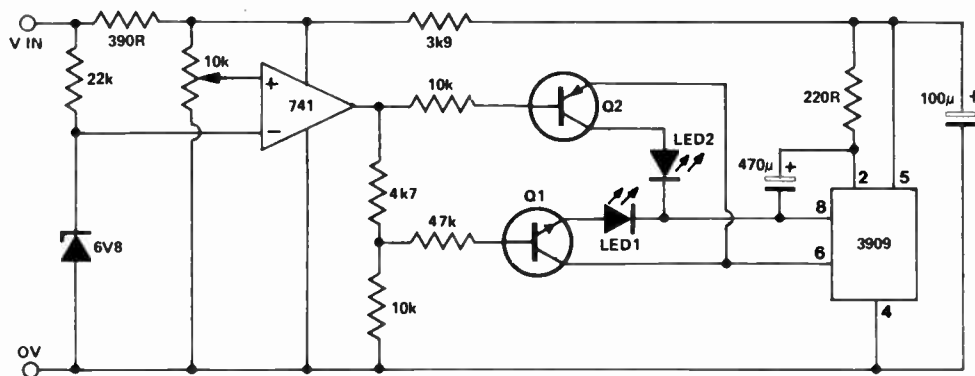 V IN
390R
3k9
10k
22k
+
741
−
10k
Q2
220R
100μ
+
LED2
470μ
+
2
5
4k7
Q1
47k
8
LED1
3909
6
6V8
10k
4
OV